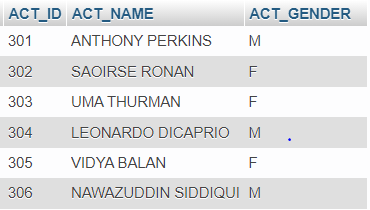 ACT_ID ACT_NAME ACT_GENDER
301 ANTHONY PERKINS M
302 SAOIRSE RONAN F
303 UMA THURMAN F
304 LEONARDO DICAPRIO M
305 VIDYA BALAN F
306 NAWAZUDDIN SIDDIQUI M